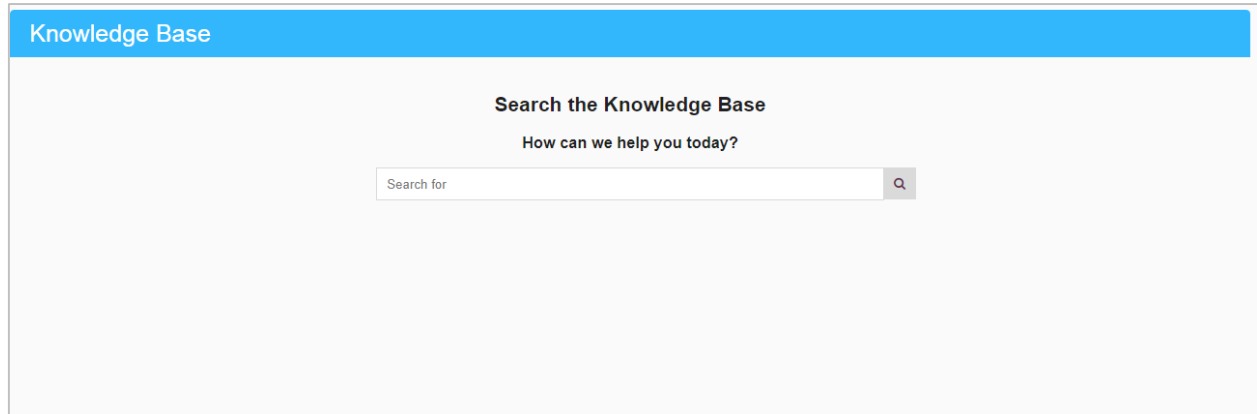 Knowledge Base
Search the Knowledge Base
How can we help you today?
Search for